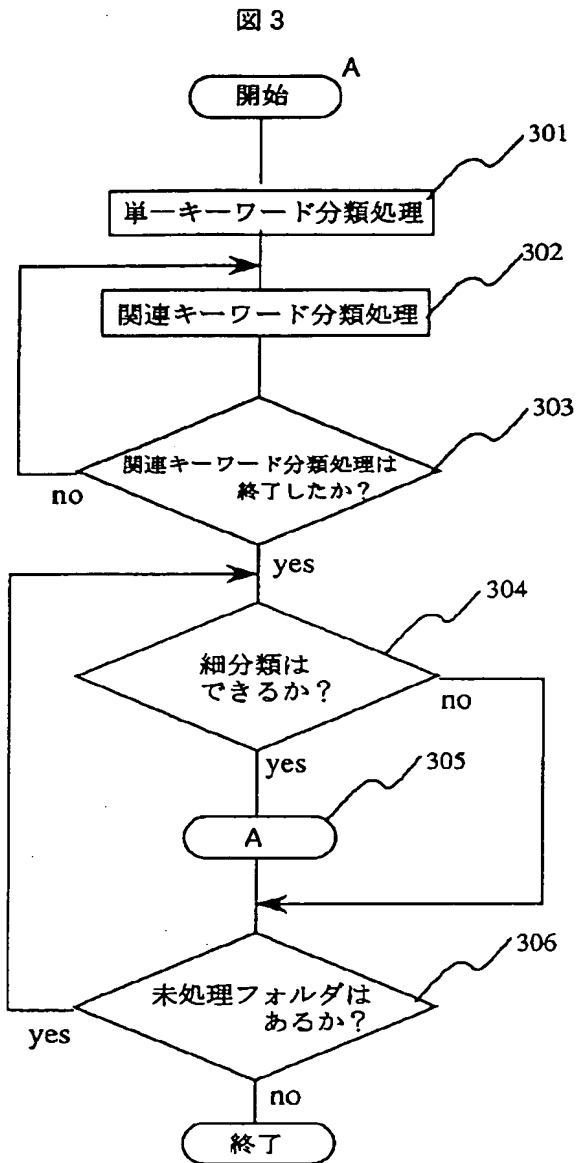 図3
A
開始
301
単一キーワード分類処理
302
関連キーワード分類処理
303
関連キーワード分類処理は
終了したか?
no
yes
304
細分類は
できるか?
no
yes
305
A
306
未処理フォルダは
あるか?
yes
no
終了